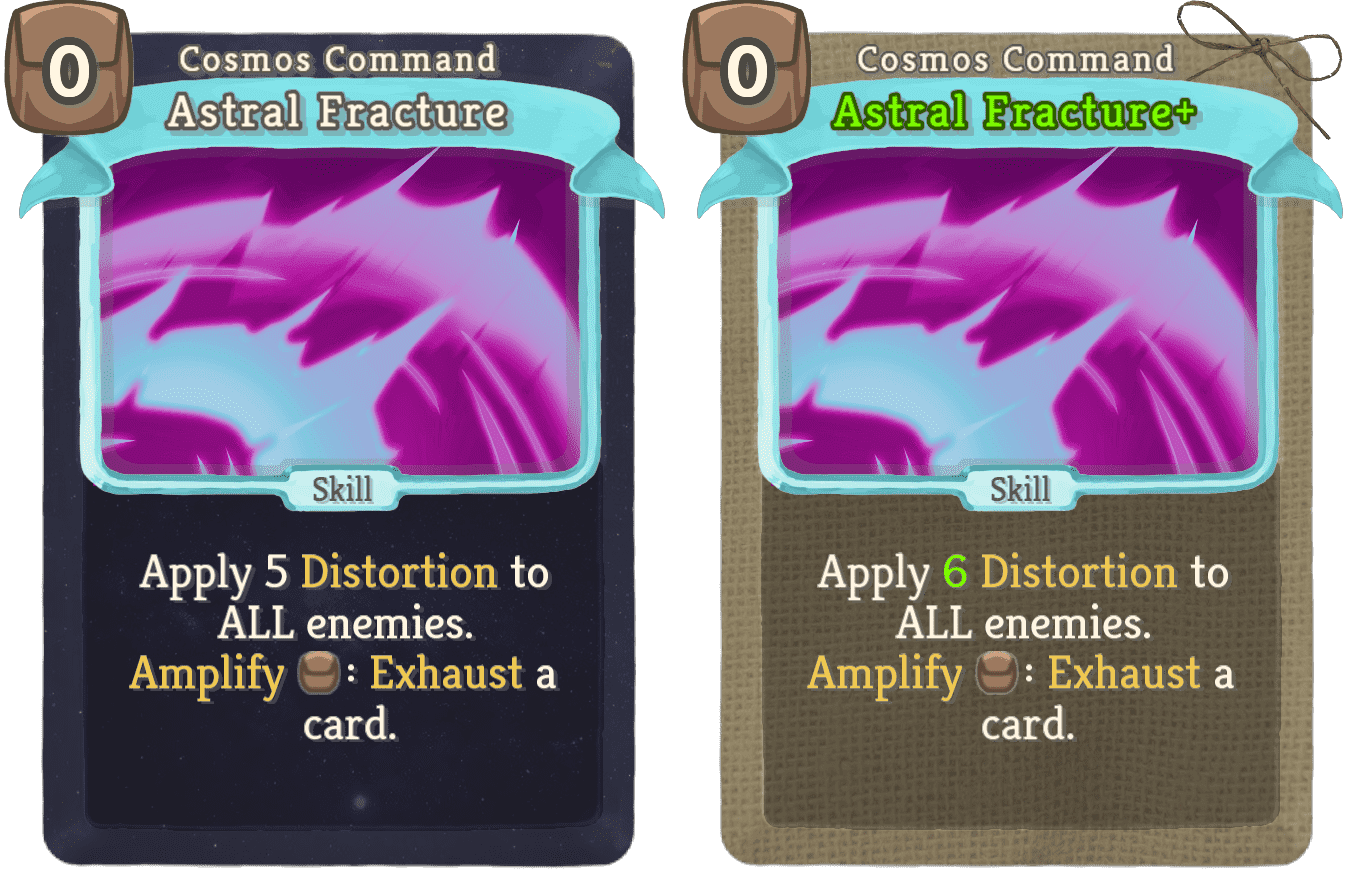 0
Cosmos Command
Astral Fracture
Skill
Apply 5 Distortion to
ALL enemies.
Amplify : Exhaust a
card.
0
Cosmos Command
Astral Fracture+
Skill
Apply 6 Distortion to
ALL enemies.
Amplify : Exhaust a
card.